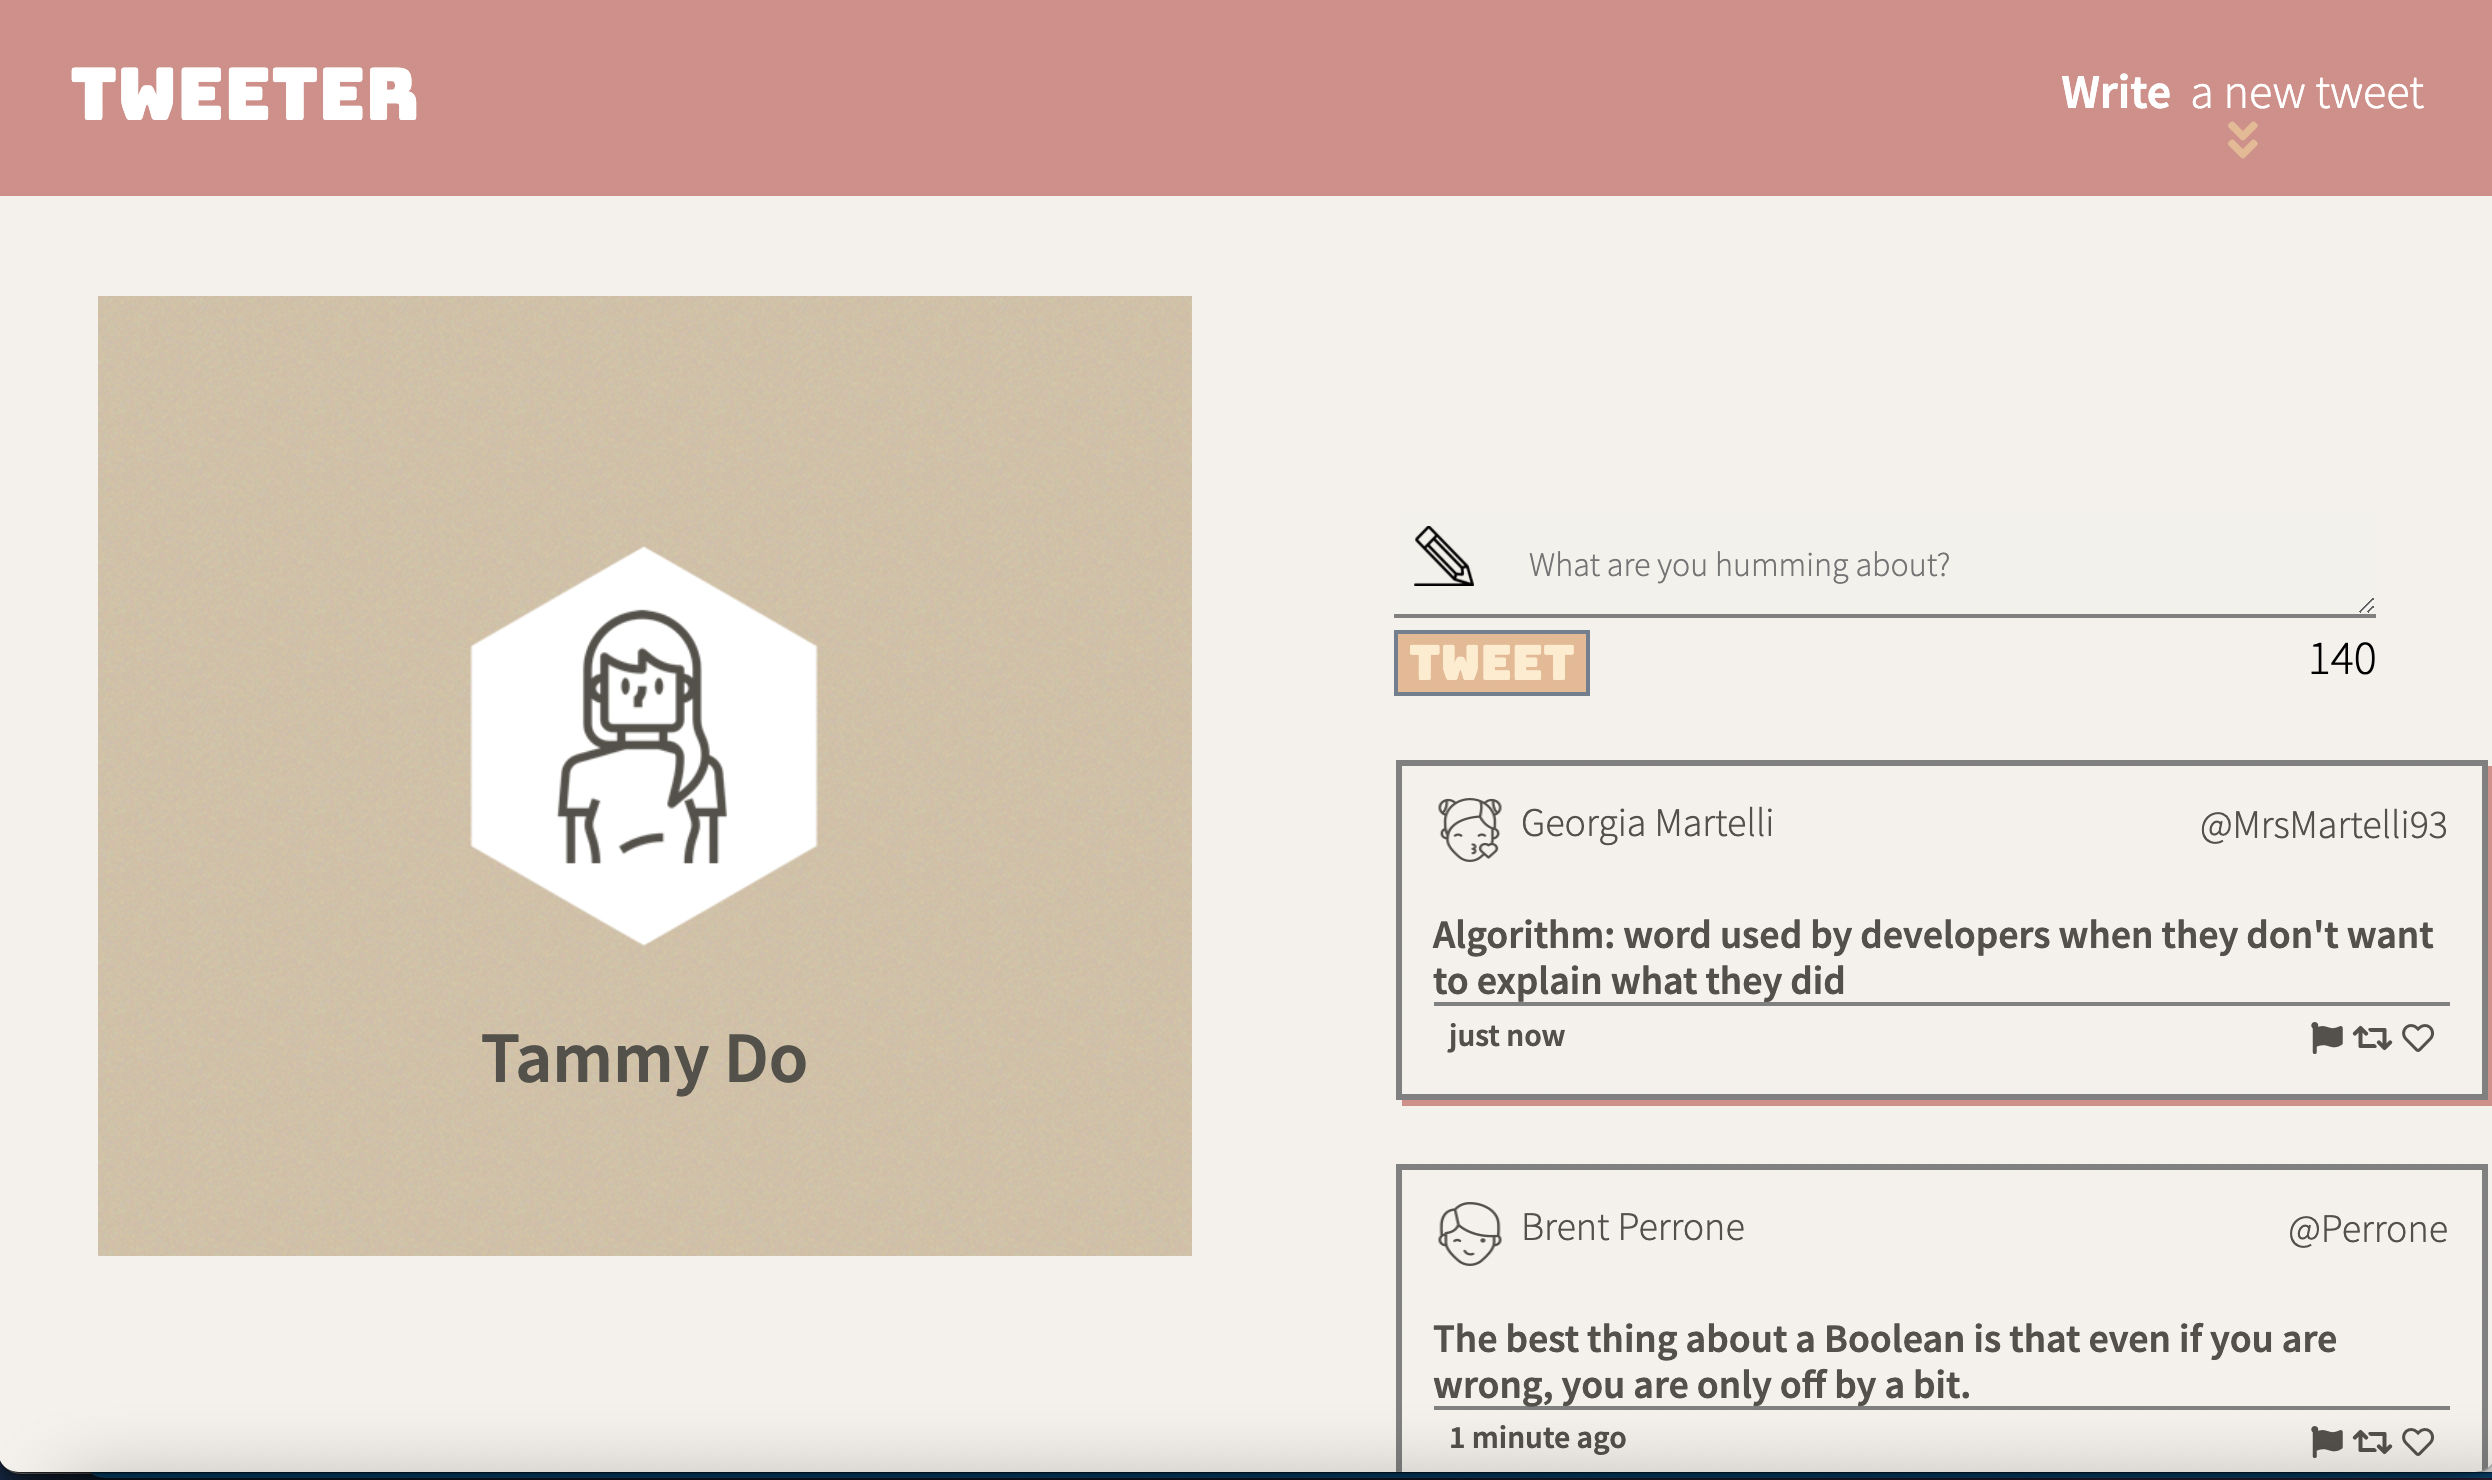 TWEETER
Write a new tweet
Tammy Do
What are you humming about?
TWEET
140
Georgia Martelli
@MrsMartelli93
Algorithm: word used by developers when they don't want
to explain what they did
just now
Brent Perrone
@Perrone
The best thing about a Boolean is that even if you are
wrong, you are only off by a bit.
1 minute ago